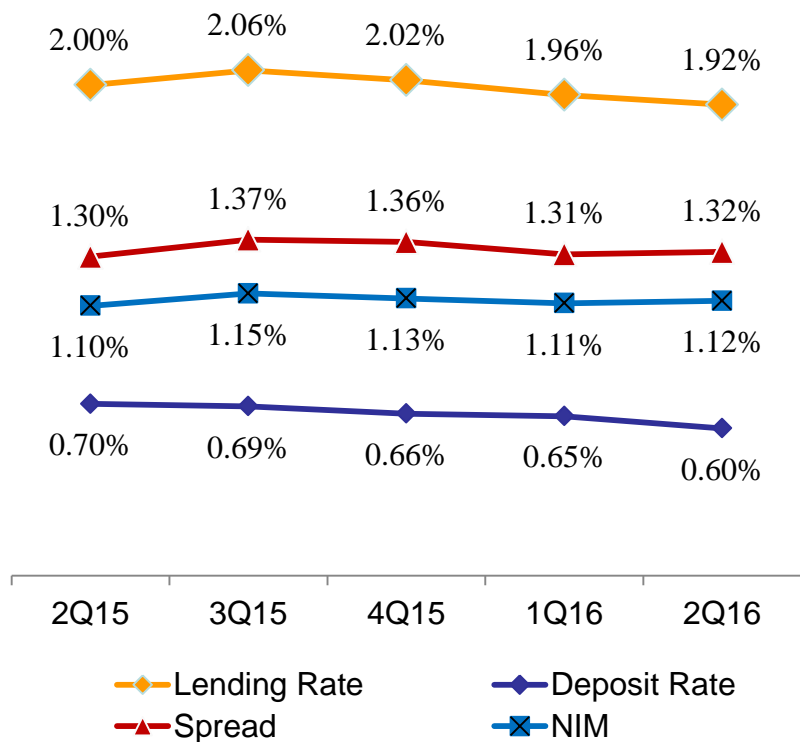 2.00% 2.06% 2.02% 1.96% 1.92%
1.30% 1.37% 1.36% 1.31% 1.32%
1.10% 1.15% 1.13% 1.11% 1.12%
0.70% 0.69% 0.66% 0.65% 0.60%
2Q15 3Q15 4Q15 1Q16 2Q16
Lending Rate Deposit Rate
Spread NIM